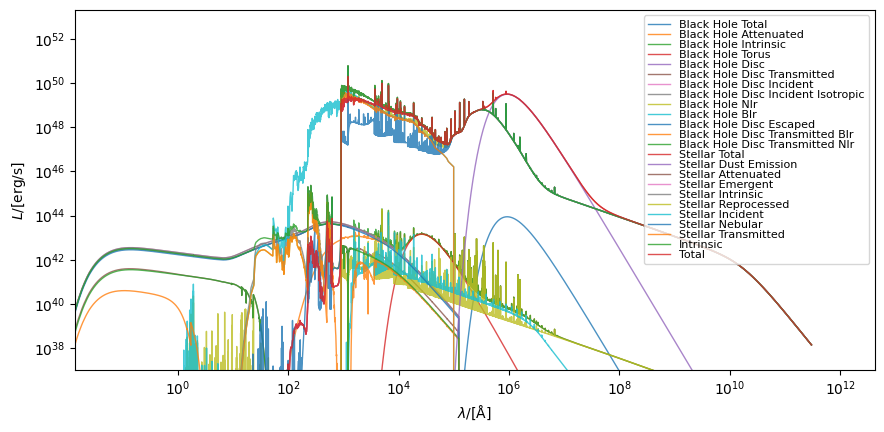 10^52
10^50
10^48
10^46
10^44
10^42
10^40
10^38
L/[erg/s]
10^0
10^2
10^4
10^6
10^8
10^10
10^12
λ/[Å]
Black Hole Total
Black Hole Attenuated
Black Hole Intrinsic
Black Hole Torus
Black Hole Disc
Black Hole Disc Transmitted
Black Hole Disc Incident
Black Hole Disc Incident Isotropic
Black Hole Nlr
Black Hole Blr
Black Hole Disc Escaped
Black Hole Disc Transmitted Blr
Black Hole Disc Transmitted Nlr
Stellar Total
Stellar Dust Emission
Stellar Attenuated
Stellar Emergent
Stellar Intrinsic
Stellar Reprocessed
Stellar Incident
Stellar Nebular
Stellar Transmitted
Intrinsic
Total